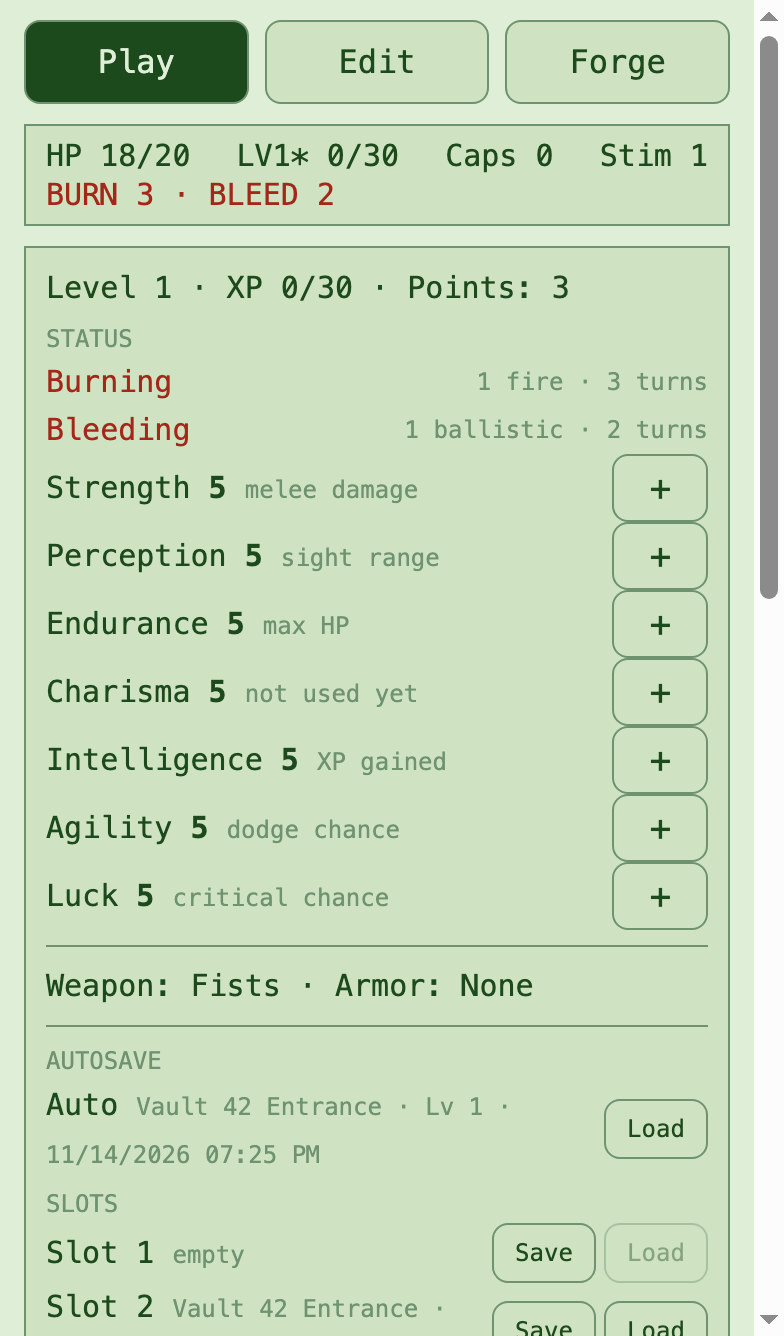 Play Edit Forge
HP 18/20 LV1* 0/30 Caps 0 Stim 1
BURN 3 · BLEED 2
Level 1 · XP 0/30 · Points: 3
STATUS
Burning 1 fire · 3 turns
Bleeding 1 ballistic · 2 turns
Strength 5 melee damage +
Perception 5 sight range +
Endurance 5 max HP +
Charisma 5 not used yet +
Intelligence 5 XP gained +
Agility 5 dodge chance +
Luck 5 critical chance +
Weapon: Fists · Armor: None
AUTOSAVE
Auto Vault 42 Entrance · Lv 1 ·
11/14/2026 07:25 PM Load
SLOTS
Slot 1 empty Save Load
Slot 2 Vault 42 Entrance · Save Load